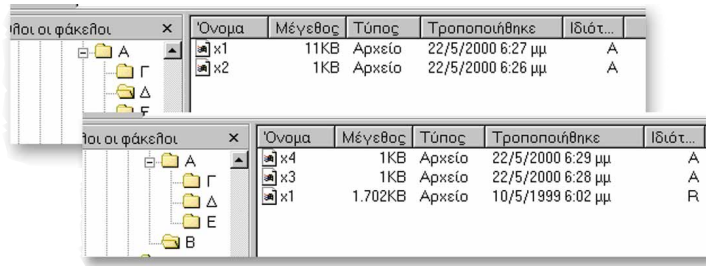 λοι οι φάκελοι × Όνομα Μέγεθος Τύπος Τροποποιήθηκε Ιδιότ...
Α x1 11KB Αρχείο 22/5/2000 6:27 μμ A
Γ x2 1KB Αρχείο 22/5/2000 6:26 μμ A
Δ
λοι οι φάκελοι × Όνομα Μέγεθος Τύπος Τροποποιήθηκε Ιδιότ...
Α x4 1KB Αρχείο 22/5/2000 6:29 μμ A
Γ x3 1KB Αρχείο 22/5/2000 6:28 μμ A
Δ x1 1.702KB Αρχείο 10/5/1999 6:02 μμ R
Ε
Β